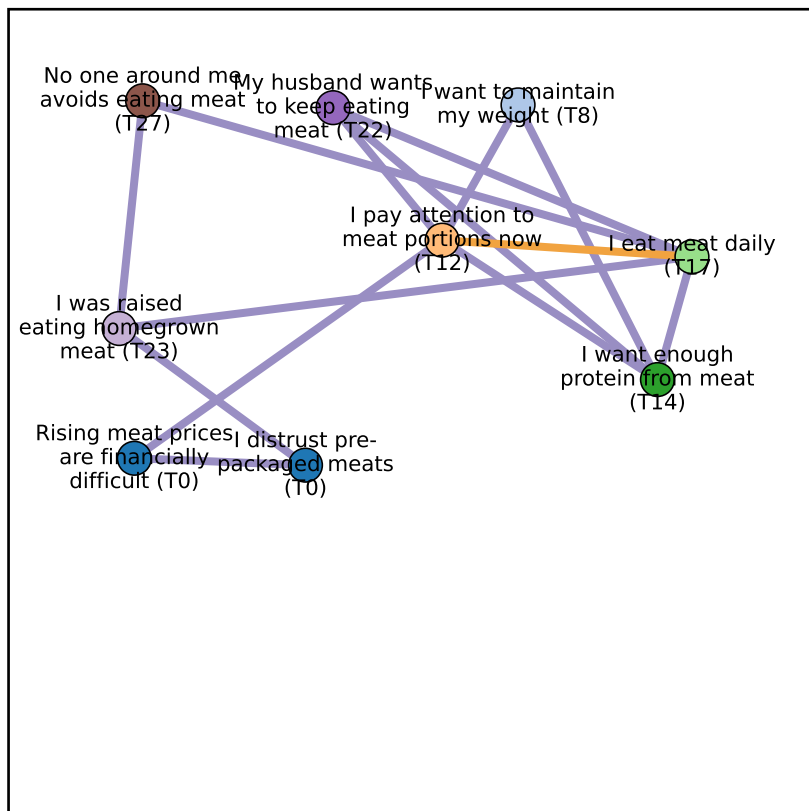 No one around me
avoids eating meat
(T27)
My husband wants
to keep eating
meat (T22)
I want to maintain
my weight (T8)
I pay attention to
meat portions now
(T12)
I eat meat daily
(T17)
I was raised
eating homegrown
meat (T23)
I want enough
protein from meat
(T14)
Rising meat prices
are financially
difficult (T0)
I distrust pre-
packaged meats
(T0)